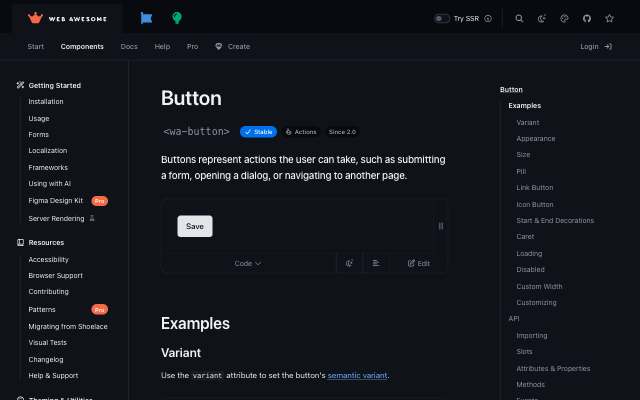 WEB AWESOME
Try SSR
Start
Components
Docs
Help
Pro
Create
Login
Getting Started
Installation
Usage
Forms
Localization
Frameworks
Using with AI
Figma Design Kit Pro
Server Rendering
Resources
Accessibility
Browser Support
Contributing
Patterns Pro
Migrating from Shoelace
Visual Tests
Changelog
Help & Support
Button
<wa-button> Stable Actions Since 2.0
Buttons represent actions the user can take, such as submitting
a form, opening a dialog, or navigating to another page.
Save
Code
Edit
Examples
Variant
Use the variant attribute to set the button's semantic variant.
Button
Examples
Variant
Appearance
Size
Pill
Link Button
Icon Button
Start & End Decorations
Caret
Loading
Disabled
Custom Width
Customizing
API
Importing
Slots
Attributes & Properties
Methods